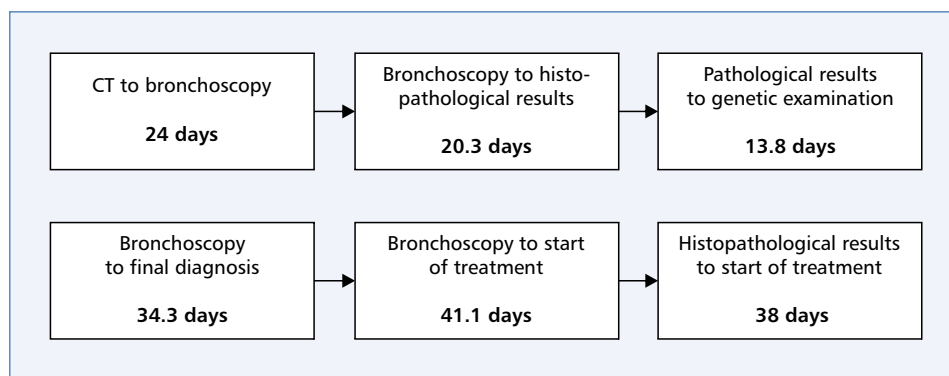 CT to bronchoscopy
24 days
Bronchoscopy to histo-
pathological results
20.3 days
Pathological results
to genetic examination
13.8 days
Bronchoscopy
to final diagnosis
34.3 days
Bronchoscopy to start
of treatment
41.1 days
Histopathological results
to start of treatment
38 days